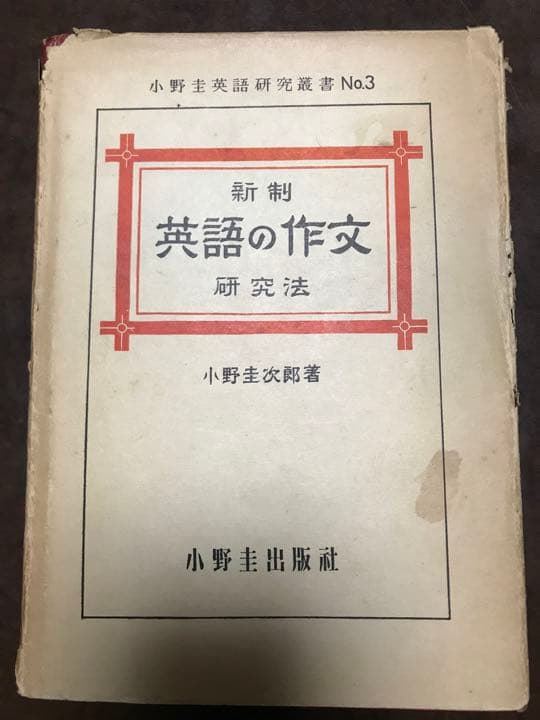 小野圭英語研究叢書 No.3
新制
英語の作文
研究法
小野圭次郎著
小野圭出版社